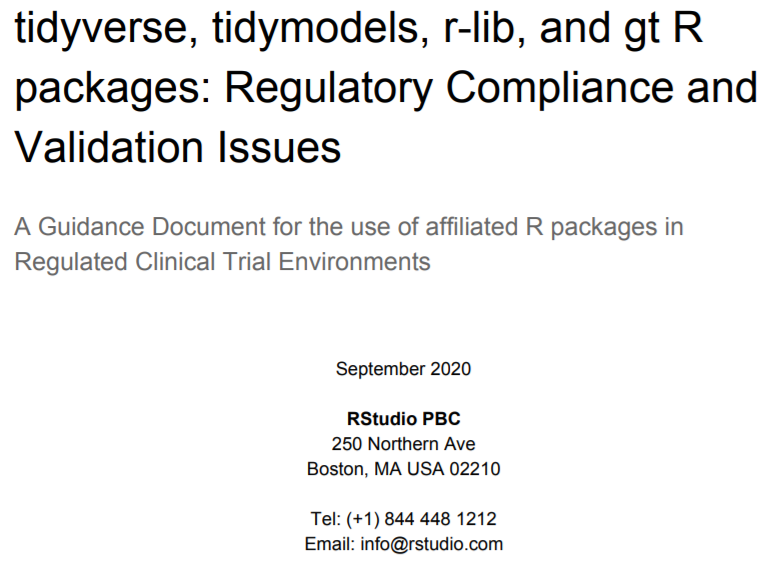 tidyverse, tidymodels, r-lib, and gt R
packages: Regulatory Compliance and
Validation Issues
A Guidance Document for the use of affiliated R packages in
Regulated Clinical Trial Environments
September 2020
RStudio PBC
250 Northern Ave
Boston, MA USA 02210
Tel: (+1) 844 448 1212
Email: info@rstudio.com